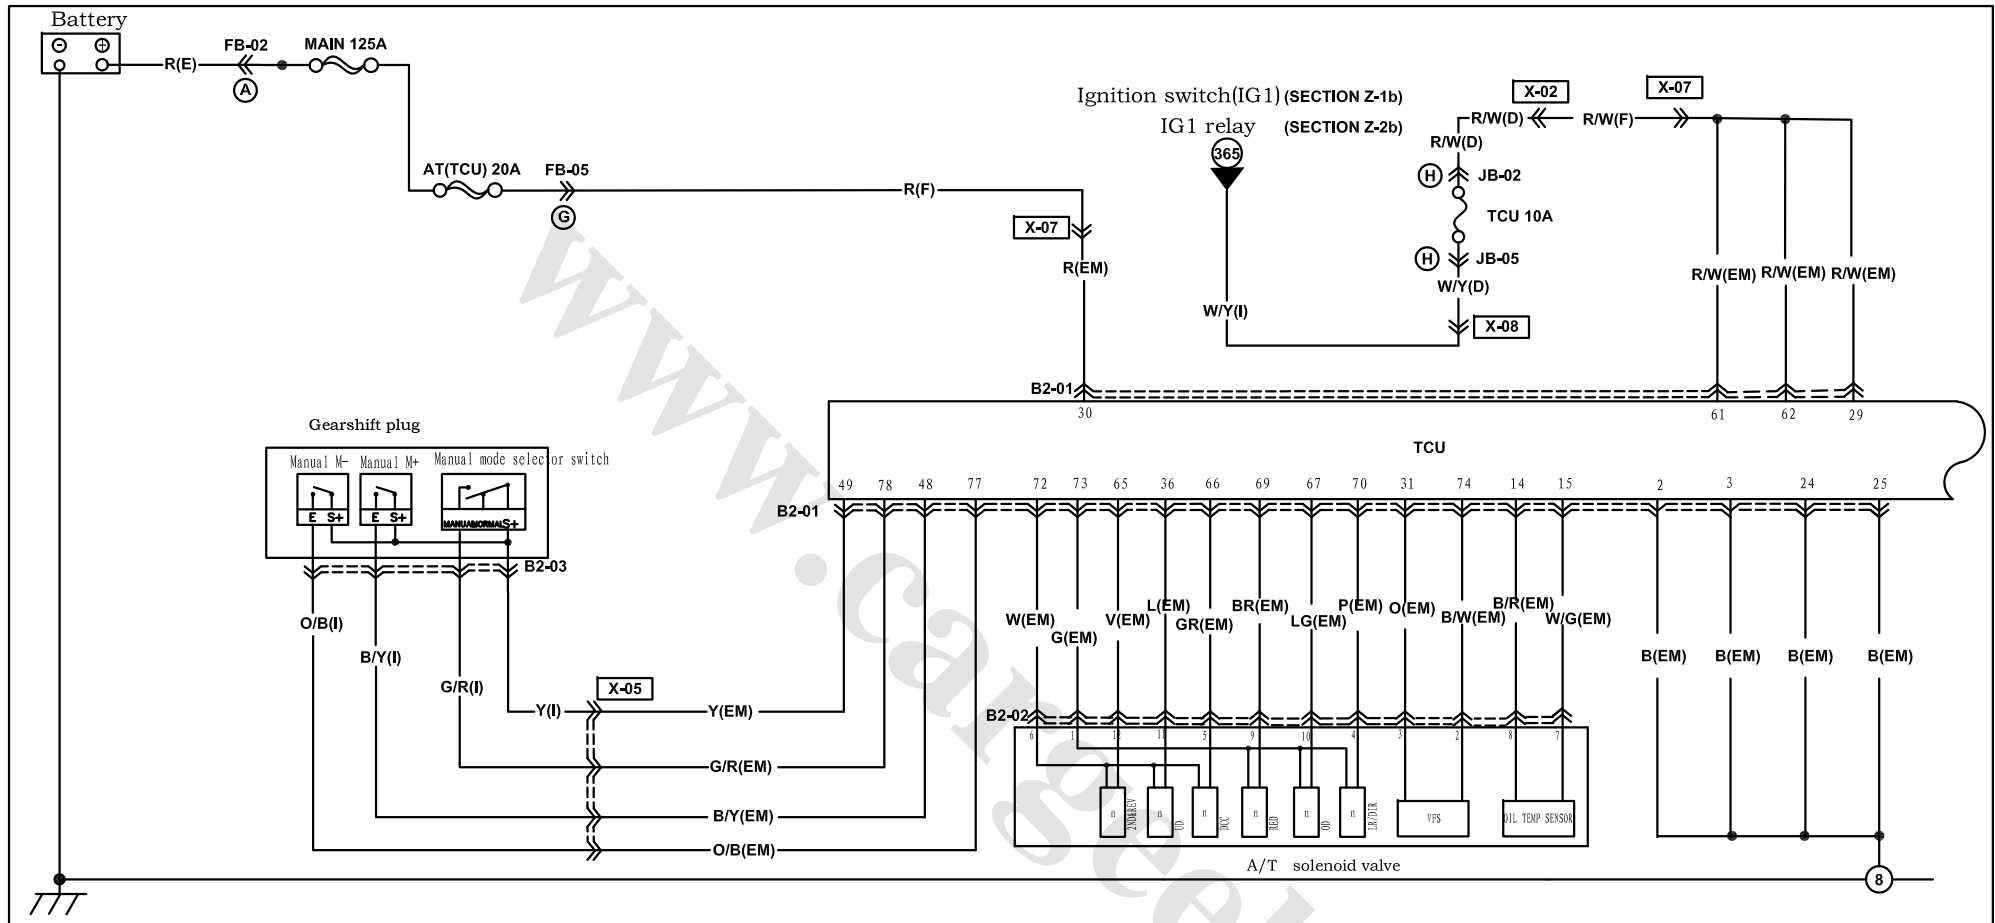 Battery
FB-02
MAIN 125A
R(E)
A
Ignition switch(IG1) (SECTION Z-1b)
IG1 relay (SECTION Z-2b)
365
X-02
X-07
R/W(D)
R/W(F)
R/W(D)
H
JB-02
TCU 10A
H
JB-05
W/Y(D)
X-08
W/Y(I)
AT(TCU) 20A
FB-05
R(F)
G
X-07
R(EM)
R/W(EM) R/W(EM) R/W(EM)
B2-01
30 61 62 29
TCU
49 78 48 77 72 73 65 36 66 69 67 70 31 74 14 15 2 3 24 25
B2-01
Gearshift plug
Manual M- Manual M+ Manual mode selector switch
E S+ E S+ S+
B2-03
O/B(I)
B/Y(I)
G/R(I)
Y(I)
X-05
Y(EM)
G/R(EM)
B/Y(EM)
O/B(EM)
W(EM)
G(EM)
V(EM)
L(EM)
GR(EM)
BR(EM)
LG(EM)
P(EM)
O(EM)
B/W(EM)
B/R(EM)
W/G(EM)
B(EM) B(EM) B(EM) B(EM)
B2-02
6 1 12 11 5 9 10 4 3 2 8 7
n n n n n n
2ND&REV
UD
DCC
RED
OD
LR/DIR
VFS
OIL TEMP SENSOR
A/T solenoid valve
8
www.cargeek